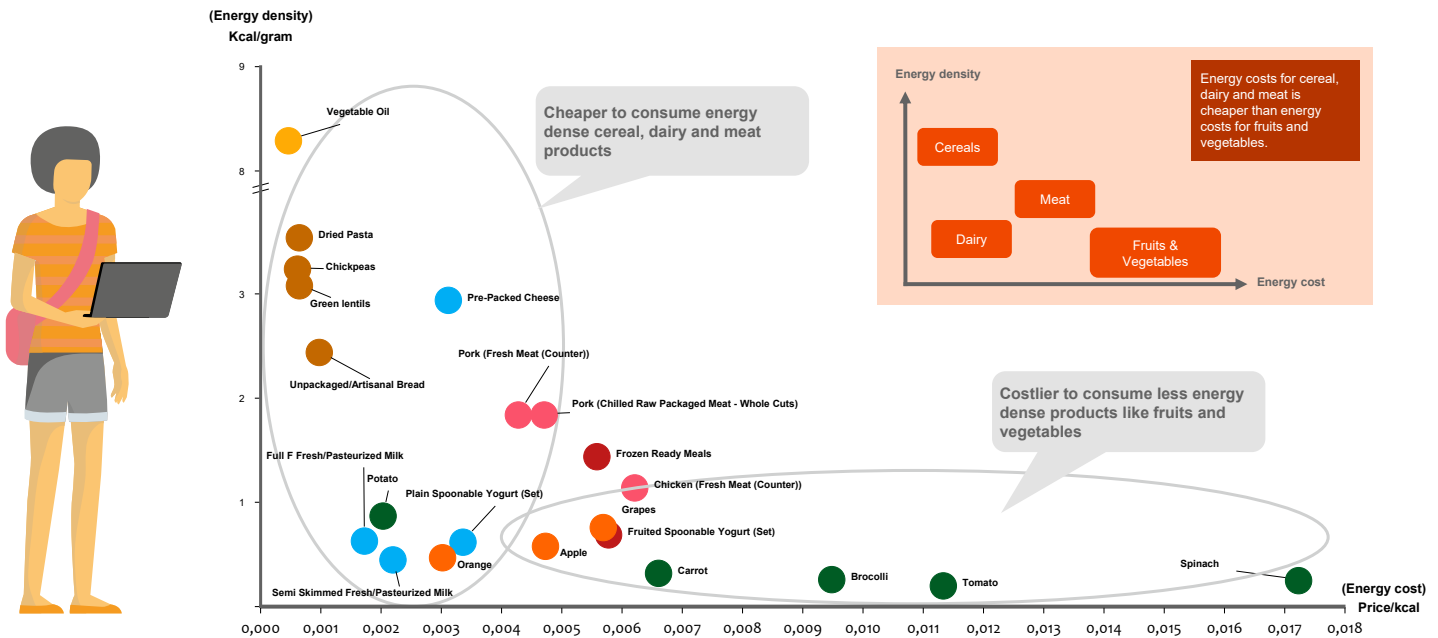 (Energy density)
Kcal/gram
9
8
3
2
1
Vegetable Oil
Dried Pasta
Chickpeas
Green lentils
Pre-Packed Cheese
Unpackaged/Artisanal Bread
Pork (Fresh Meat (Counter))
Pork (Chilled Raw Packaged Meat - Whole Cuts)
Full F Fresh/Pasteurized Milk
Potato
Plain Spoonable Yogurt (Set)
Frozen Ready Meals
Chicken (Fresh Meat (Counter))
Grapes
Fruited Spoonable Yogurt (Set)
Orange
Apple
Semi Skimmed Fresh/Pasteurized Milk
Carrot
Brocolli
Tomato
Spinach
Cheaper to consume energy
dense cereal, dairy and meat
products
Costlier to consume less energy
dense products like fruits and
vegetables
Energy density
Energy costs for cereal,
dairy and meat is
cheaper than energy
costs for fruits and
vegetables.
Cereals
Meat
Dairy
Fruits &
Vegetables
Energy cost
(Energy cost)
Price/kcal
0,000 0,001 0,002 0,003 0,004 0,005 0,006 0,007 0,008 0,009 0,010 0,011 0,012 0,013 0,014 0,015 0,016 0,017 0,018